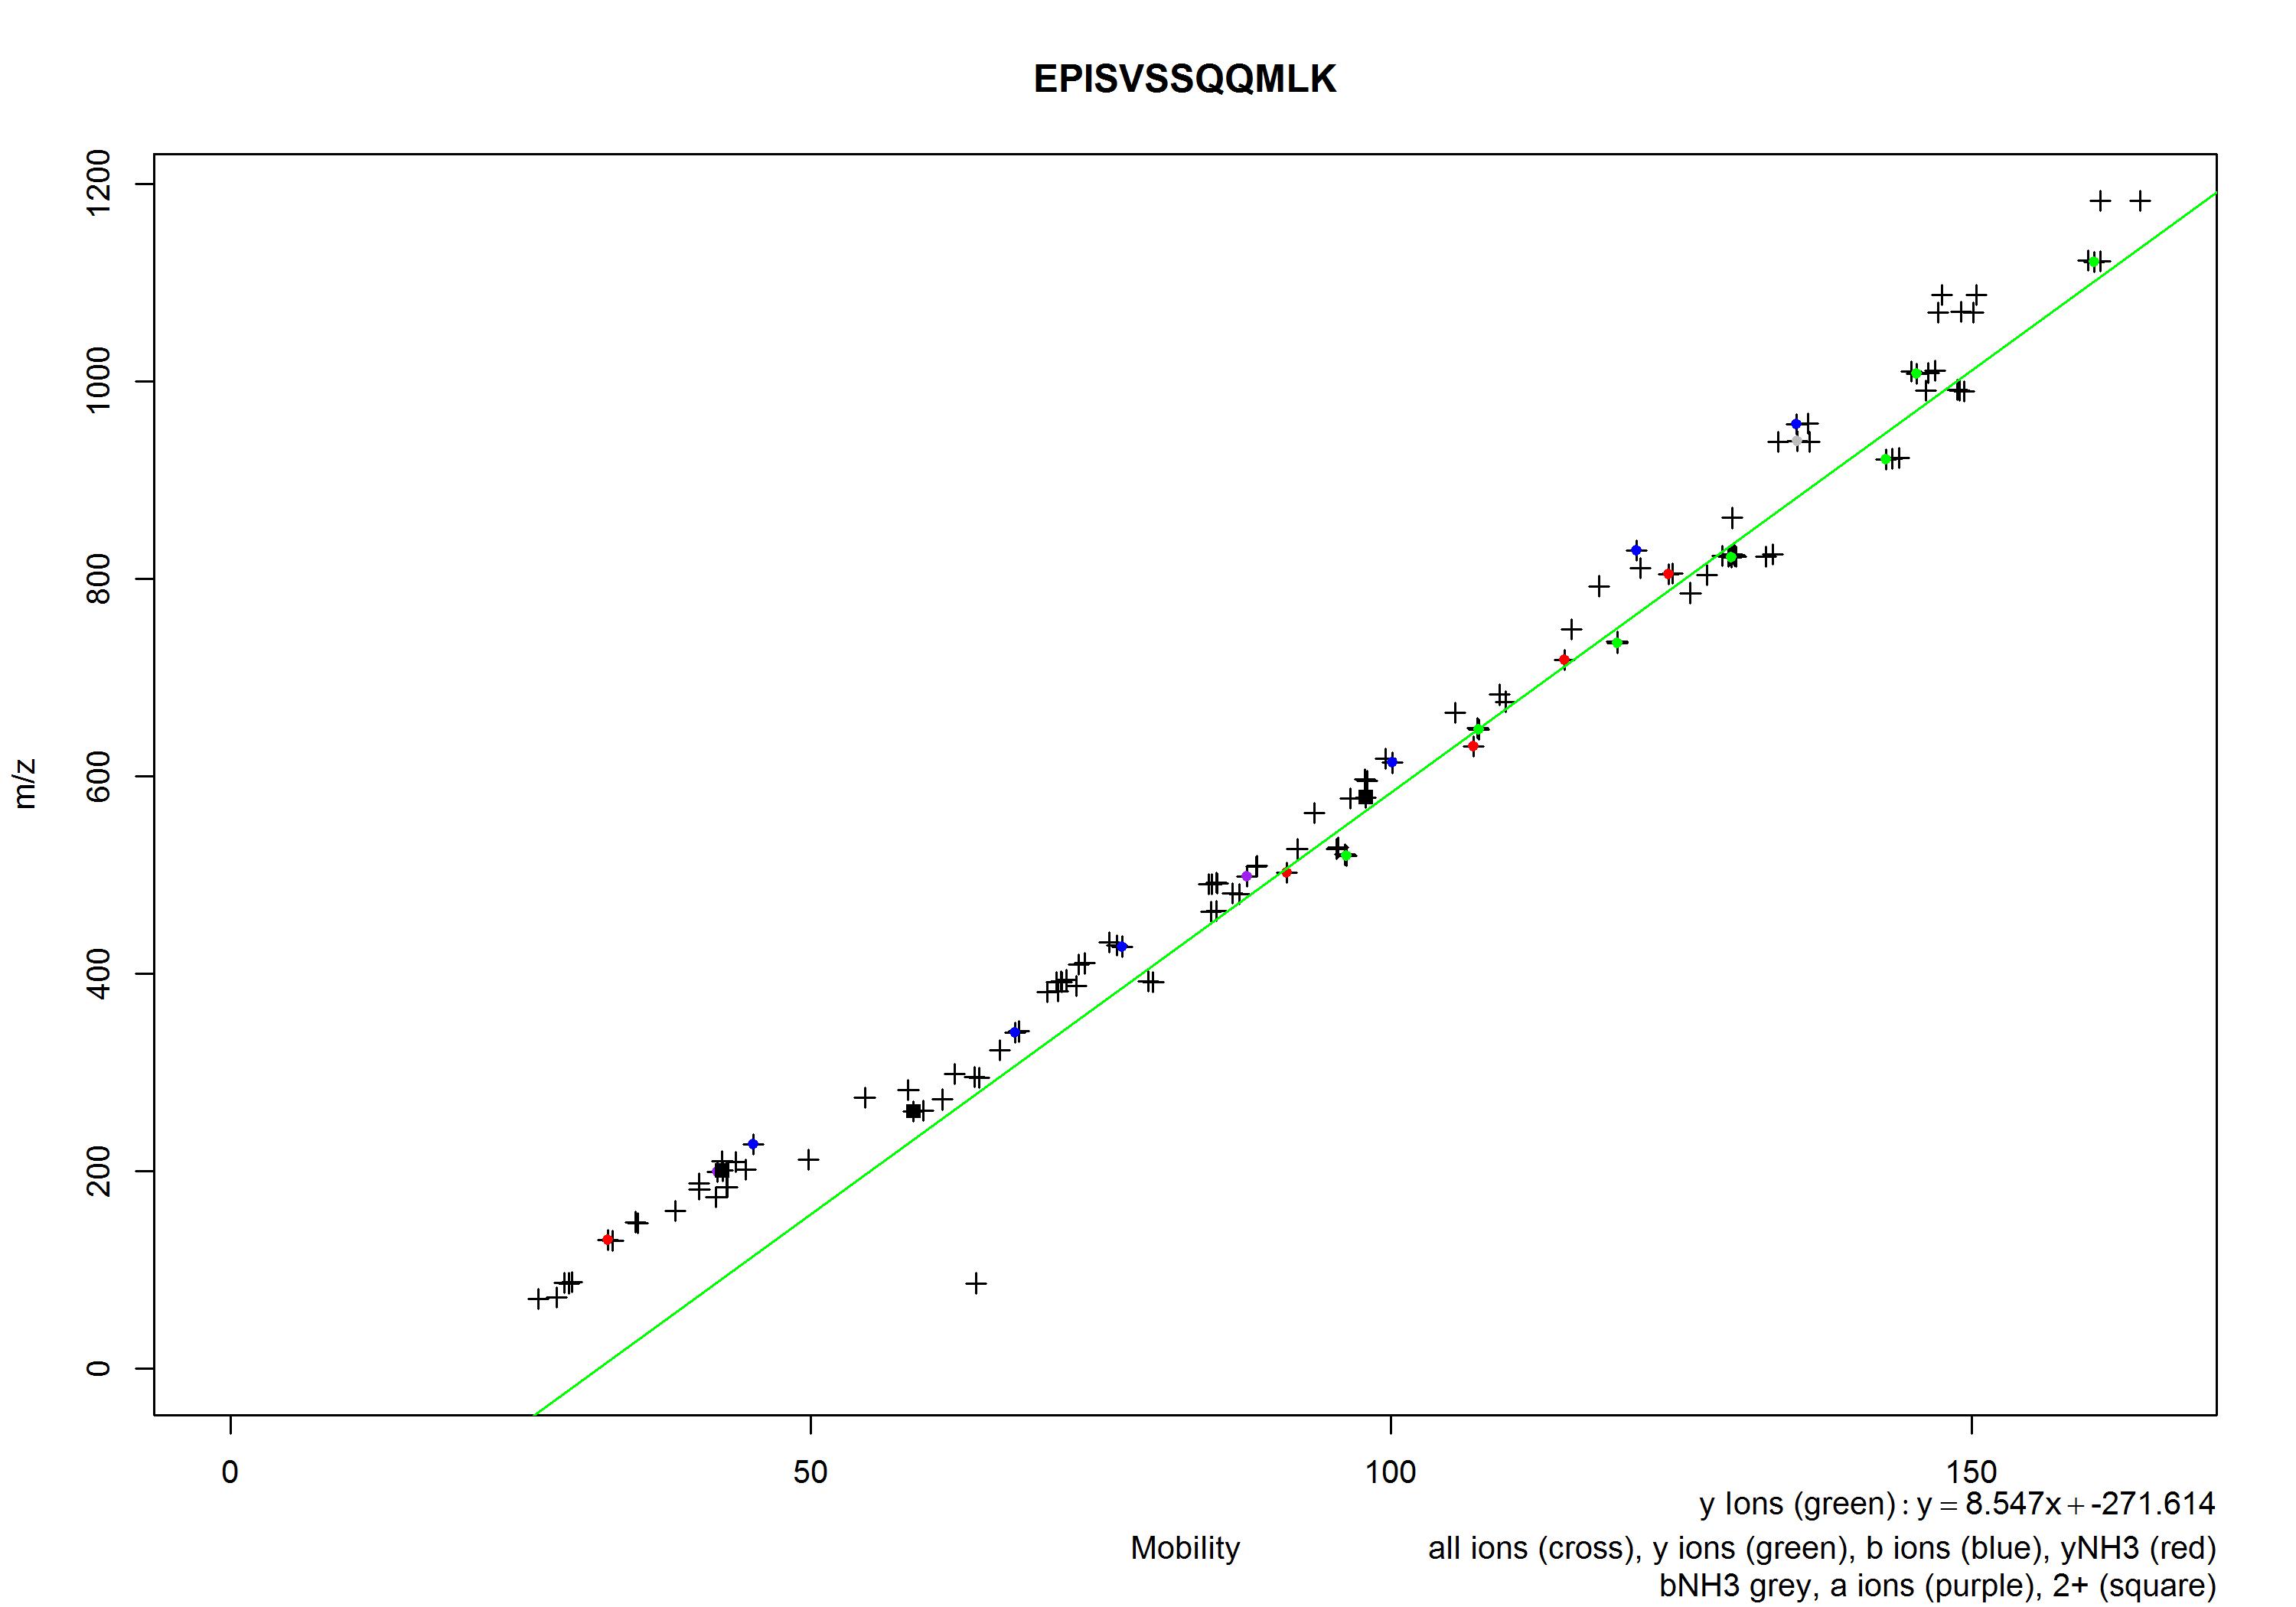 EPISVSSQQMLK
1200
1000
800
600
400
200
0
m/z
0 50 100 150
y Ions (green) : y = 8.547x + -271.614
Mobility
all ions (cross), y ions (green), b ions (blue), yNH3 (red)
bNH3 grey, a ions (purple), 2+ (square)